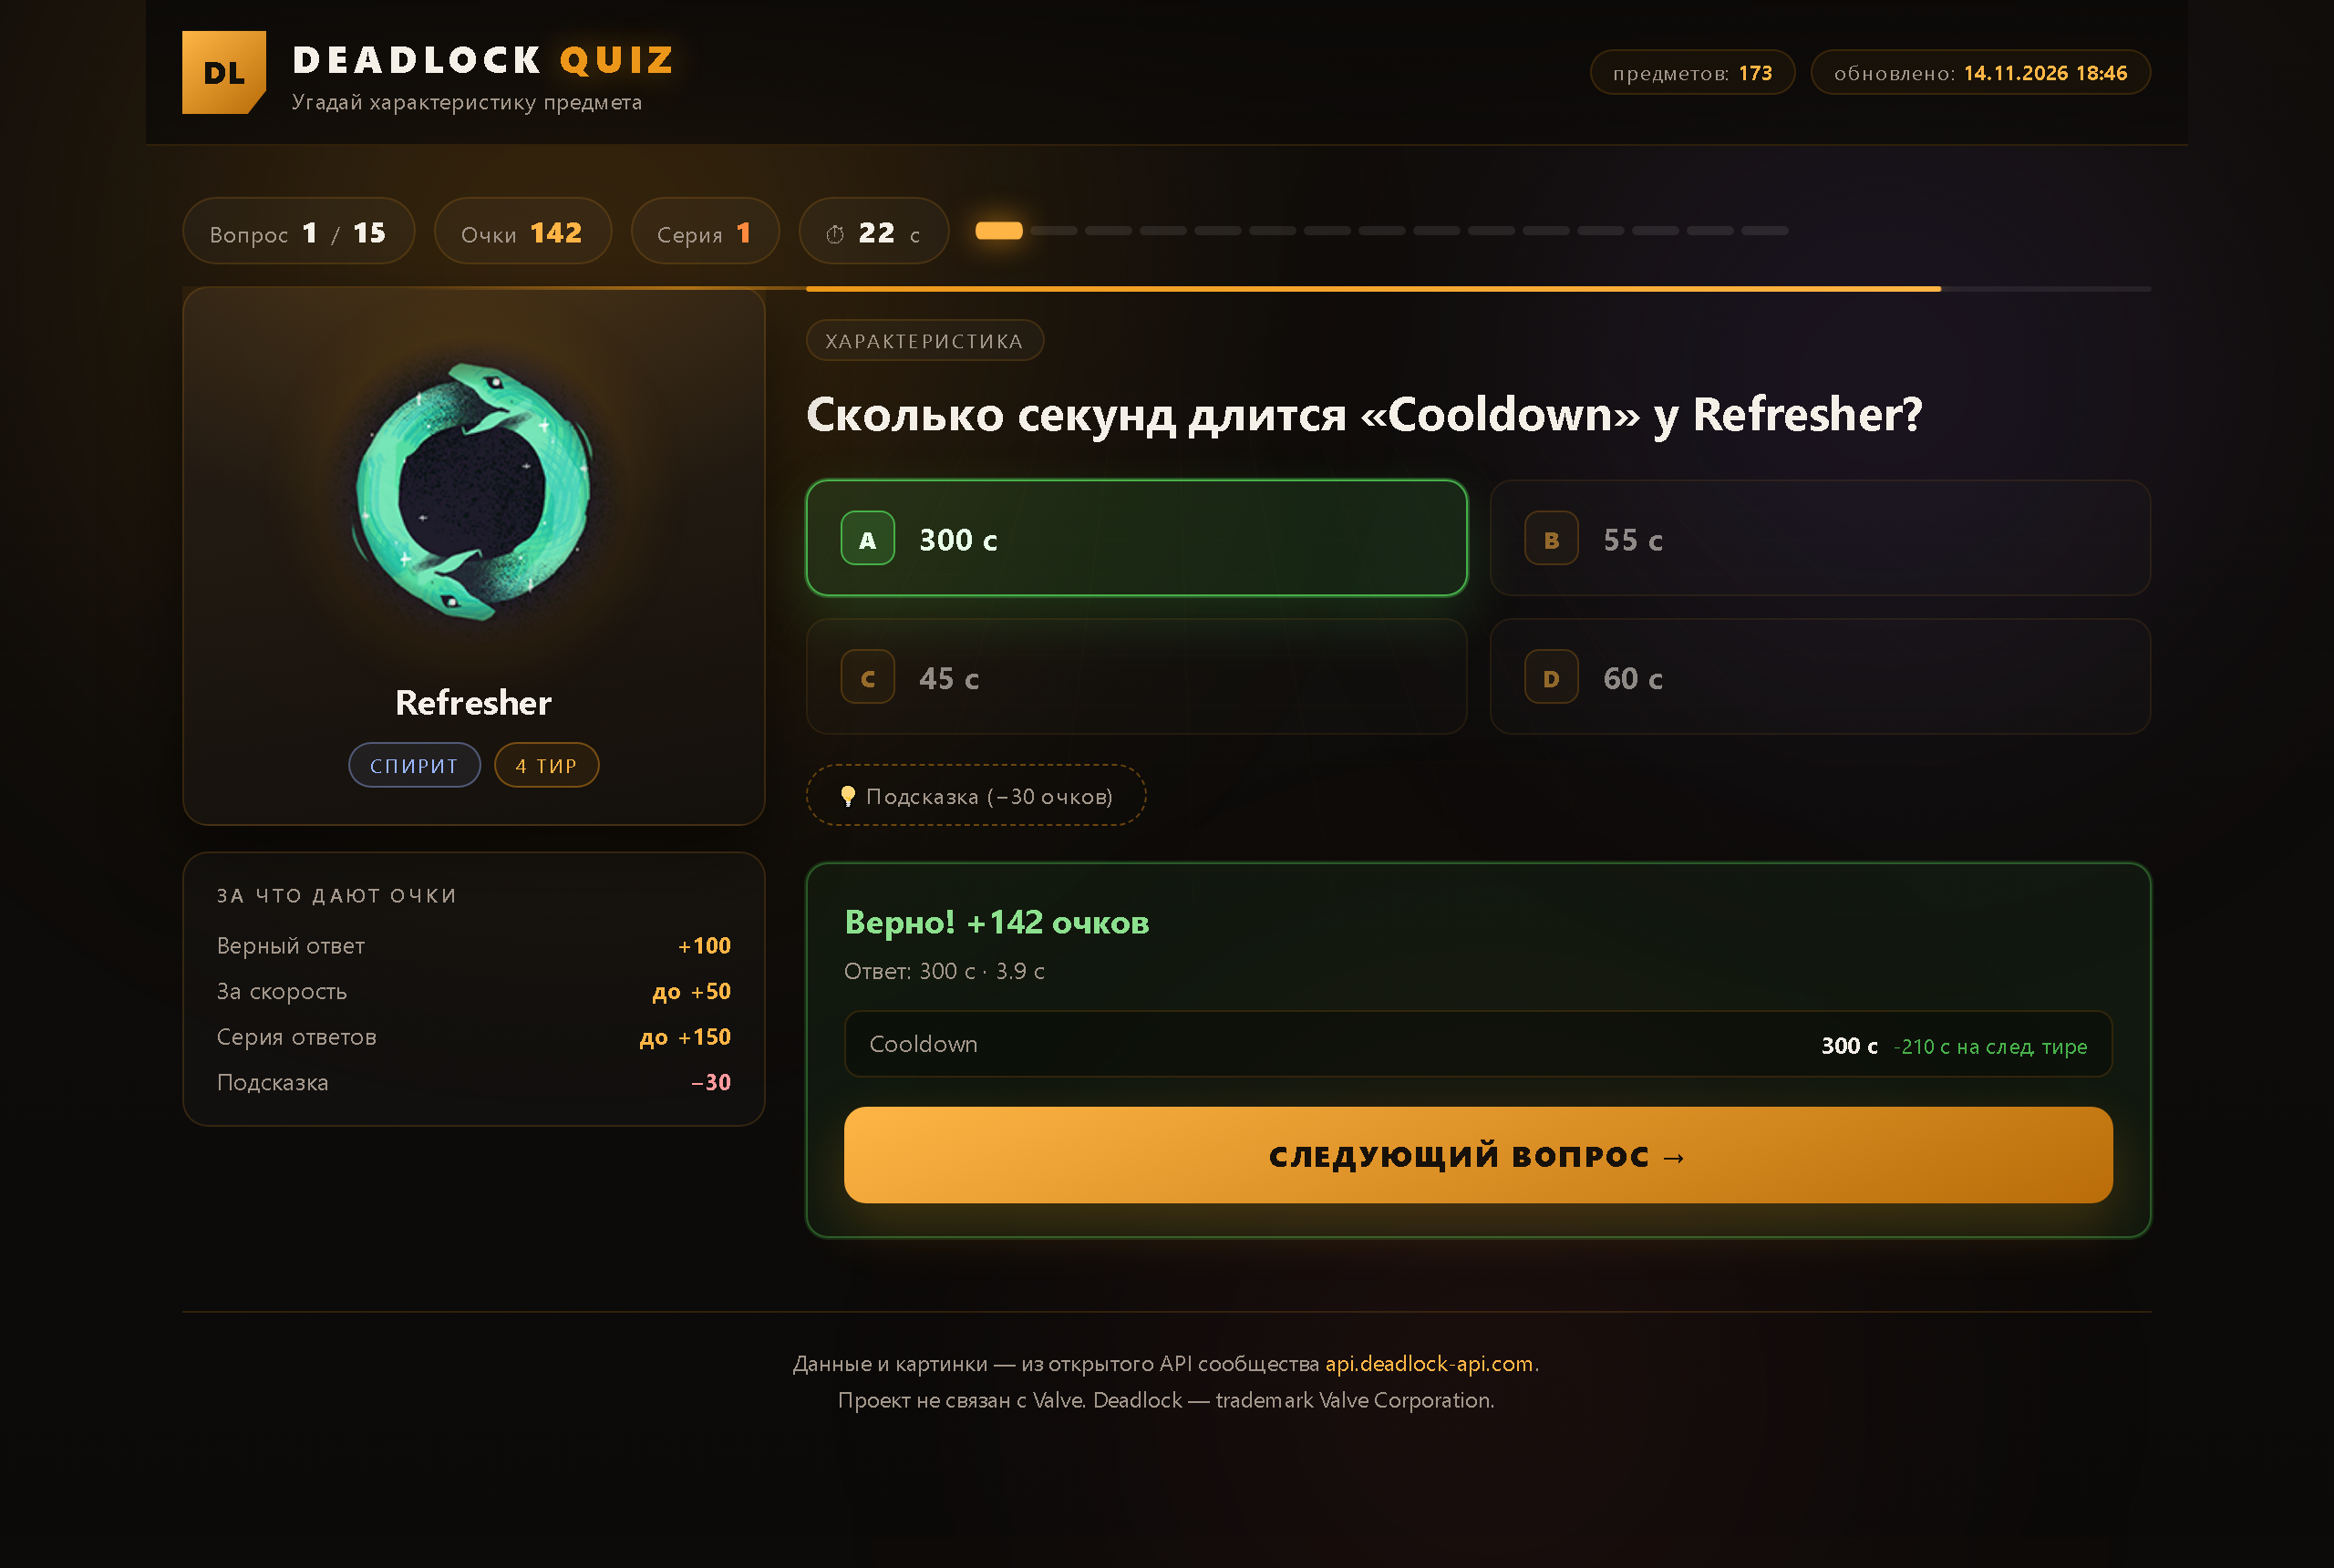 DL
DEADLOCK QUIZ
Угадай характеристику предмета
предметов: 173
обновлено: 14.11.2026 18:46
Вопрос 1 / 15
Очки 142
Серия 1
⏱ 22 с
Refresher
СПИРИТ
4 ТИР
ЗА ЧТО ДАЮТ ОЧКИ
Верный ответ +100
За скорость до +50
Серия ответов до +150
Подсказка −30
ХАРАКТЕРИСТИКА
Сколько секунд длится «Cooldown» у Refresher?
A 300 с
B 55 с
C 45 с
D 60 с
💡 Подсказка (−30 очков)
Верно! +142 очков
Ответ: 300 с · 3.9 с
Cooldown 300 с -210 с на след. тире
СЛЕДУЮЩИЙ ВОПРОС →
Данные и картинки — из открытого API сообщества api.deadlock-api.com.
Проект не связан с Valve. Deadlock — trademark Valve Corporation.